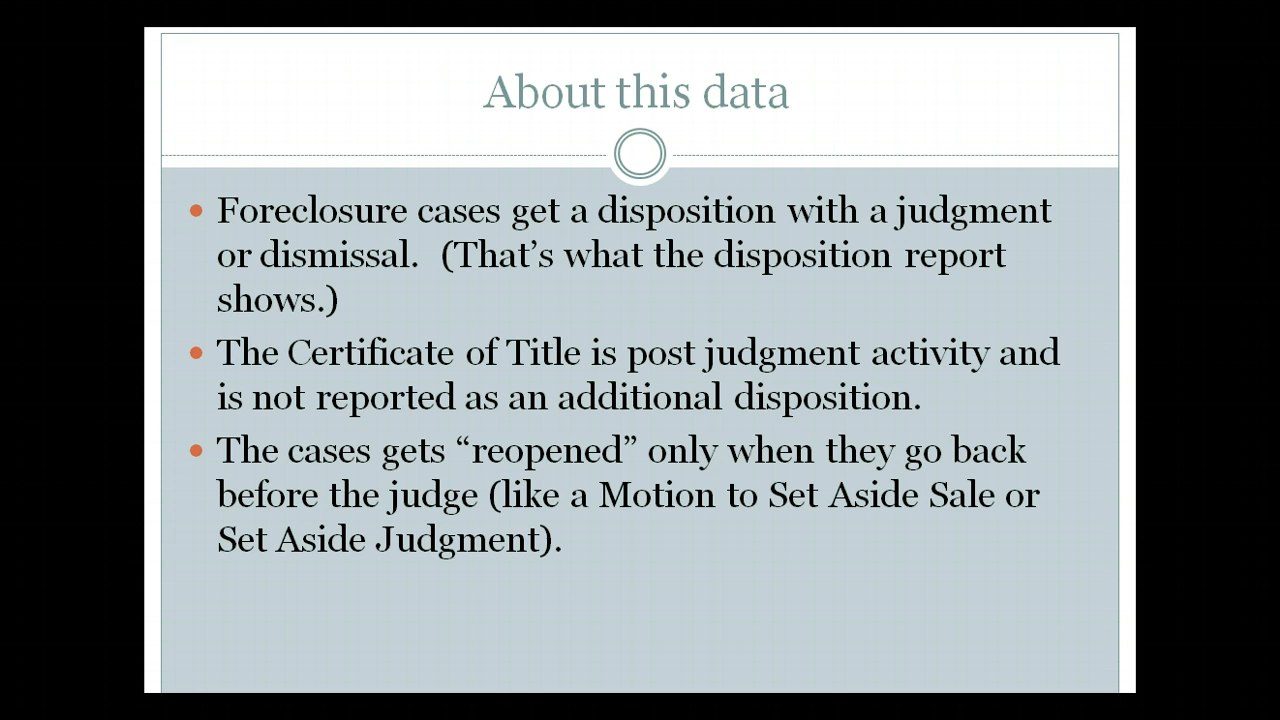 About this data
• Foreclosure cases get a disposition with a judgment
or dismissal.  (That’s what the disposition report
shows.)
• The Certificate of Title is post judgment activity and
is not reported as an additional disposition.
• The cases gets “reopened” only when they go back
before the judge (like a Motion to Set Aside Sale or
Set Aside Judgment).